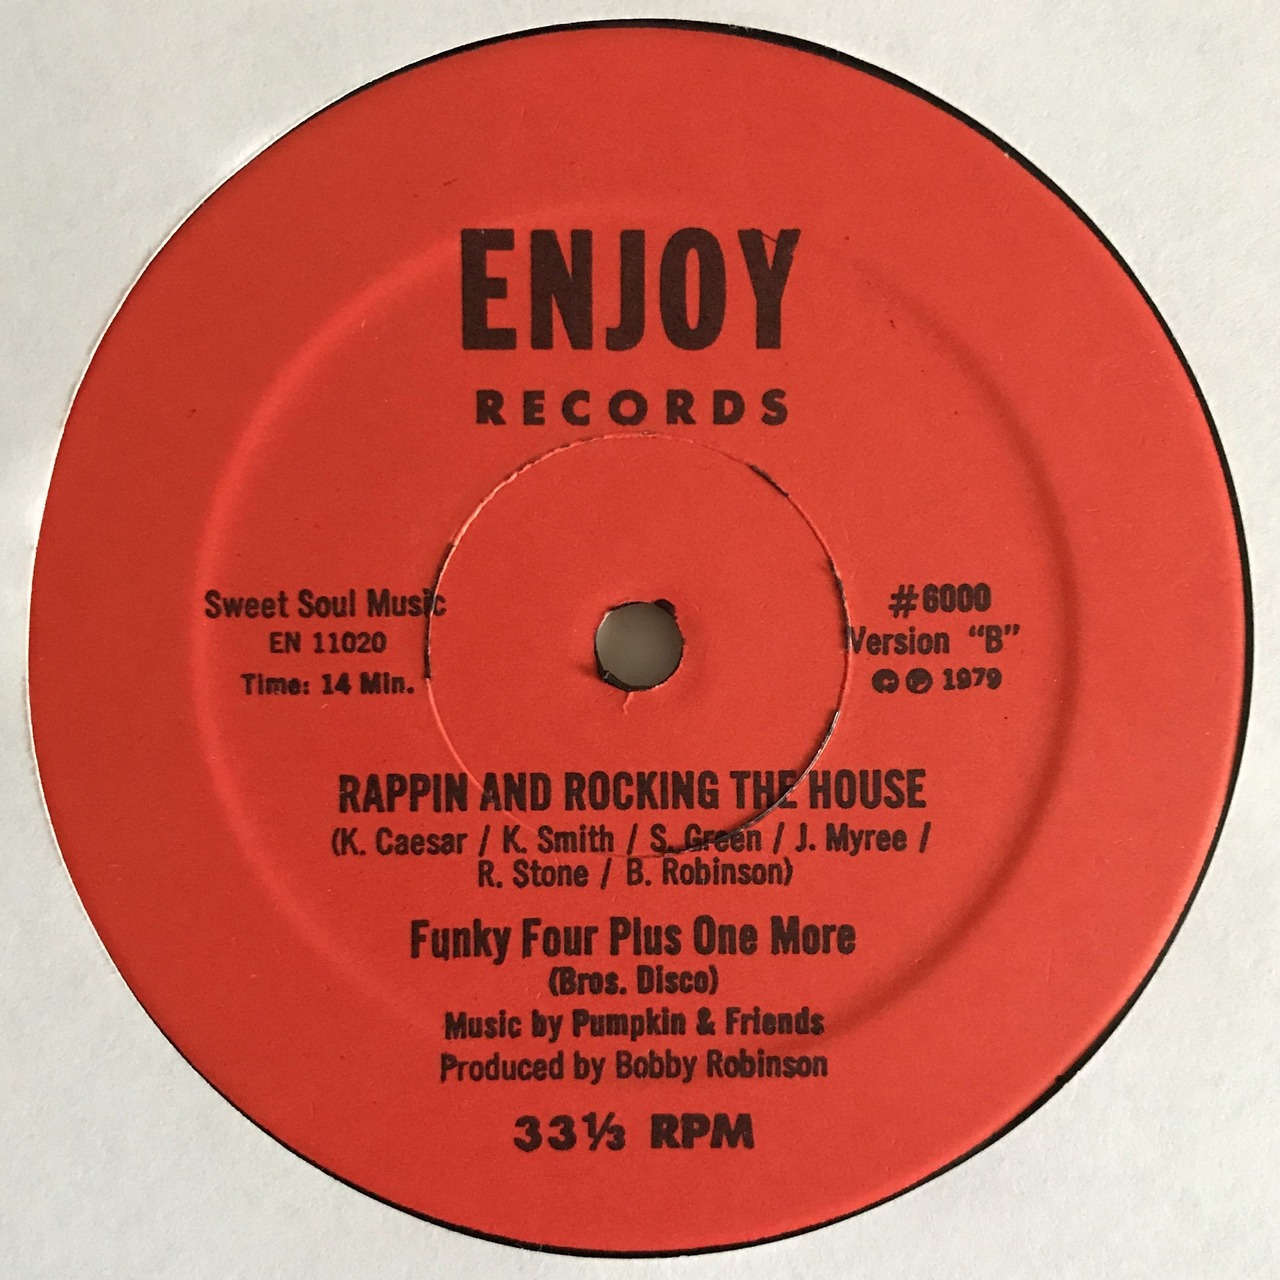 ENJOY
RECORDS
Sweet Soul Music
EN 11020
Time: 14 Min.
#6000
Version "B"
© ℗ 1979
RAPPIN AND ROCKING THE HOUSE
(K. Caesar / K. Smith / S. Green / J. Myree /
R. Stone / B. Robinson)
Funky Four Plus One More
(Bros. Disco)
Music by Pumpkin & Friends
Produced by Bobby Robinson
33⅓ RPM